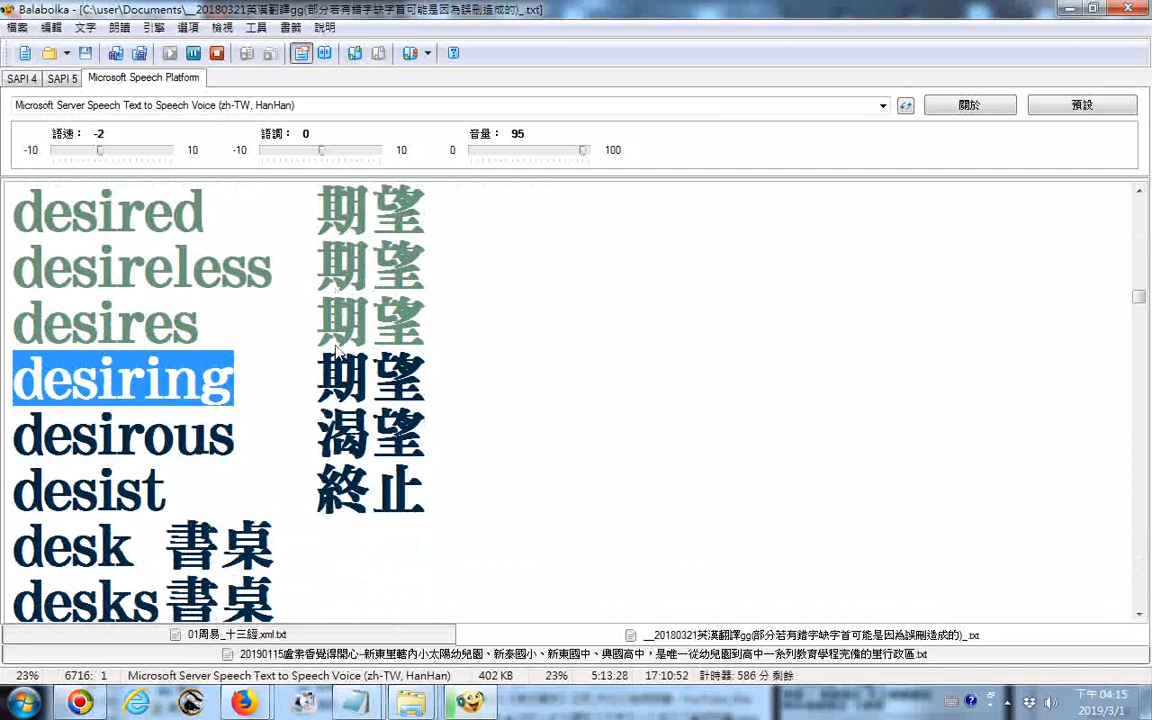 Balabolka - [C:\user\Documents\__20180321英漢翻譯gg(部分若有錯字缺字首可能是因為誤刪造成的)_.txt]
檔案 編輯 文字 朗讀 引擎 選項 檢視 工具 書籤 說明
SAPI 4 SAPI 5 Microsoft Speech Platform
Microsoft Server Speech Text to Speech Voice (zh-TW, HanHan) 關於 預設
語速： -2 語調： 0 音量： 95
-10 10 -10 10 0 100
desired 期望
desireless 期望
desires 期望
desiring 期望
desirous 渴望
desist 終止
desk 書桌
desks書桌
01周易_十三經.xml.txt __20180321英漢翻譯gg(部分若有錯字缺字首可能是因為誤刪造成的)_.txt
20190115盧素香覺得開心-新東里轄內小太陽幼兒園、新泰國小、新東國中、興國高中，是唯一從幼兒園到高中一系列教育學程完備的里行政區.txt
23% 6716: 1 Microsoft Server Speech Text to Speech Voice (zh-TW, HanHan) 402 KB 23% 5:13:28 17:10:52 計時器: 586 分 剩餘
下午 04:15
2019/3/1